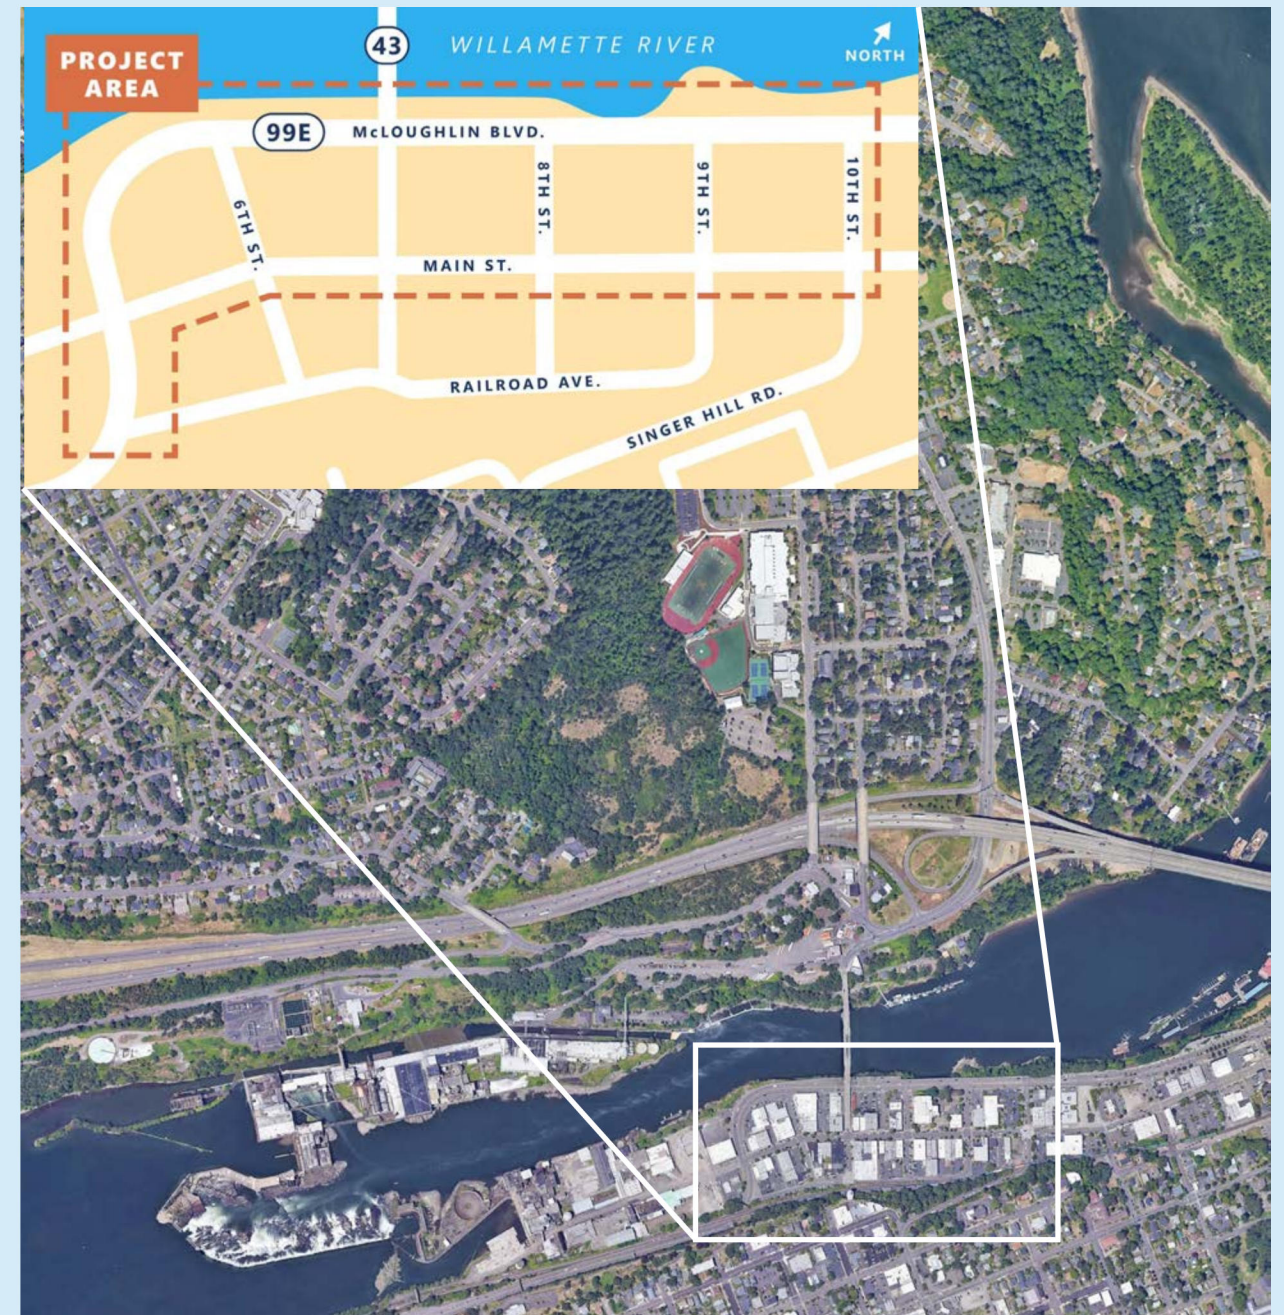 PROJECT
AREA
43
WILLAMETTE RIVER
NORTH
99E
McLOUGHLIN BLVD.
6TH ST.
8TH ST.
9TH ST.
10TH ST.
MAIN ST.
RAILROAD AVE.
SINGER HILL RD.